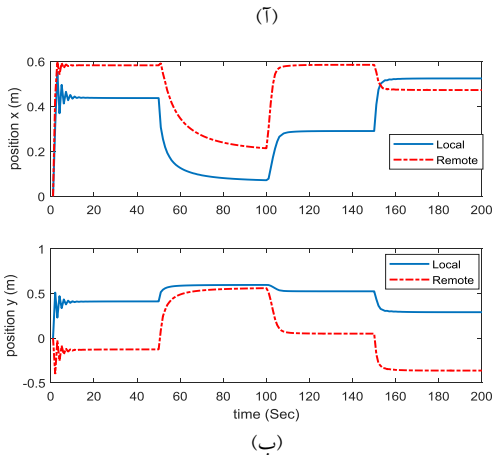 (آ)
0.6
0.4
0.2
0
position x (m)
Local
Remote
0 20 40 60 80 100 120 140 160 180 200
1
0.5
0
-0.5
position y (m)
Local
Remote
0 20 40 60 80 100 120 140 160 180 200
time (Sec)
(ب)